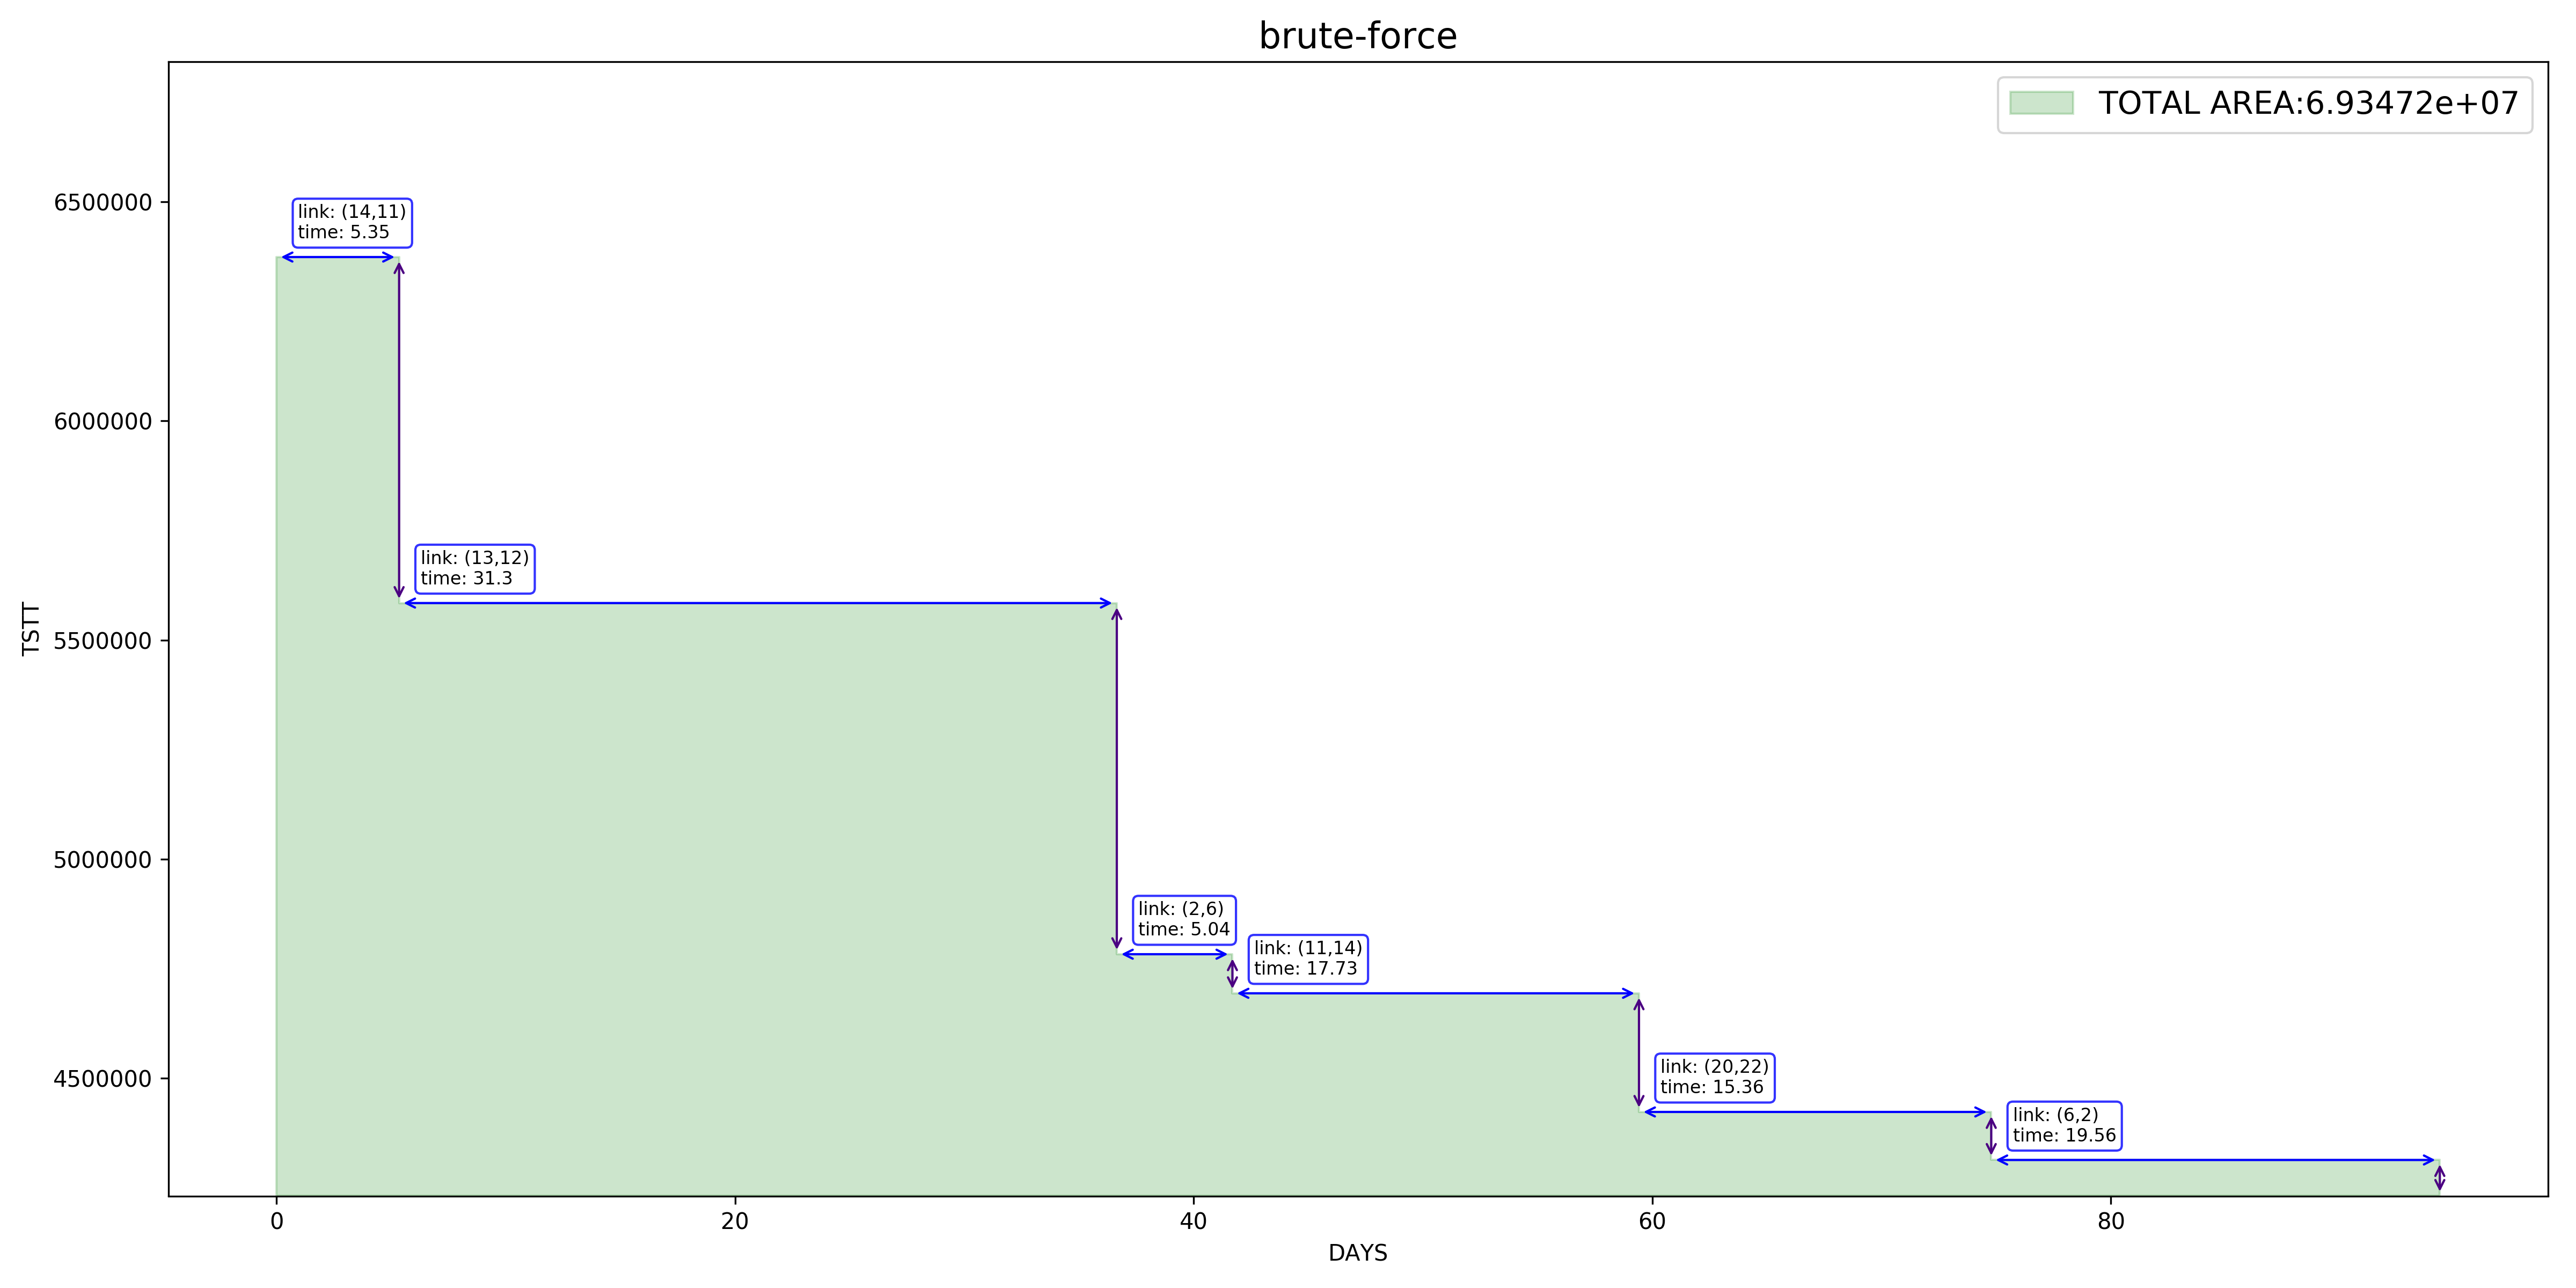 brute-force
TOTAL AREA:6.93472e+07
TSTT
6500000
6000000
5500000
5000000
4500000
link: (14,11)
time: 5.35
link: (13,12)
time: 31.3
link: (2,6)
time: 5.04
link: (11,14)
time: 17.73
link: (20,22)
time: 15.36
link: (6,2)
time: 19.56
0
20
40
60
80
DAYS